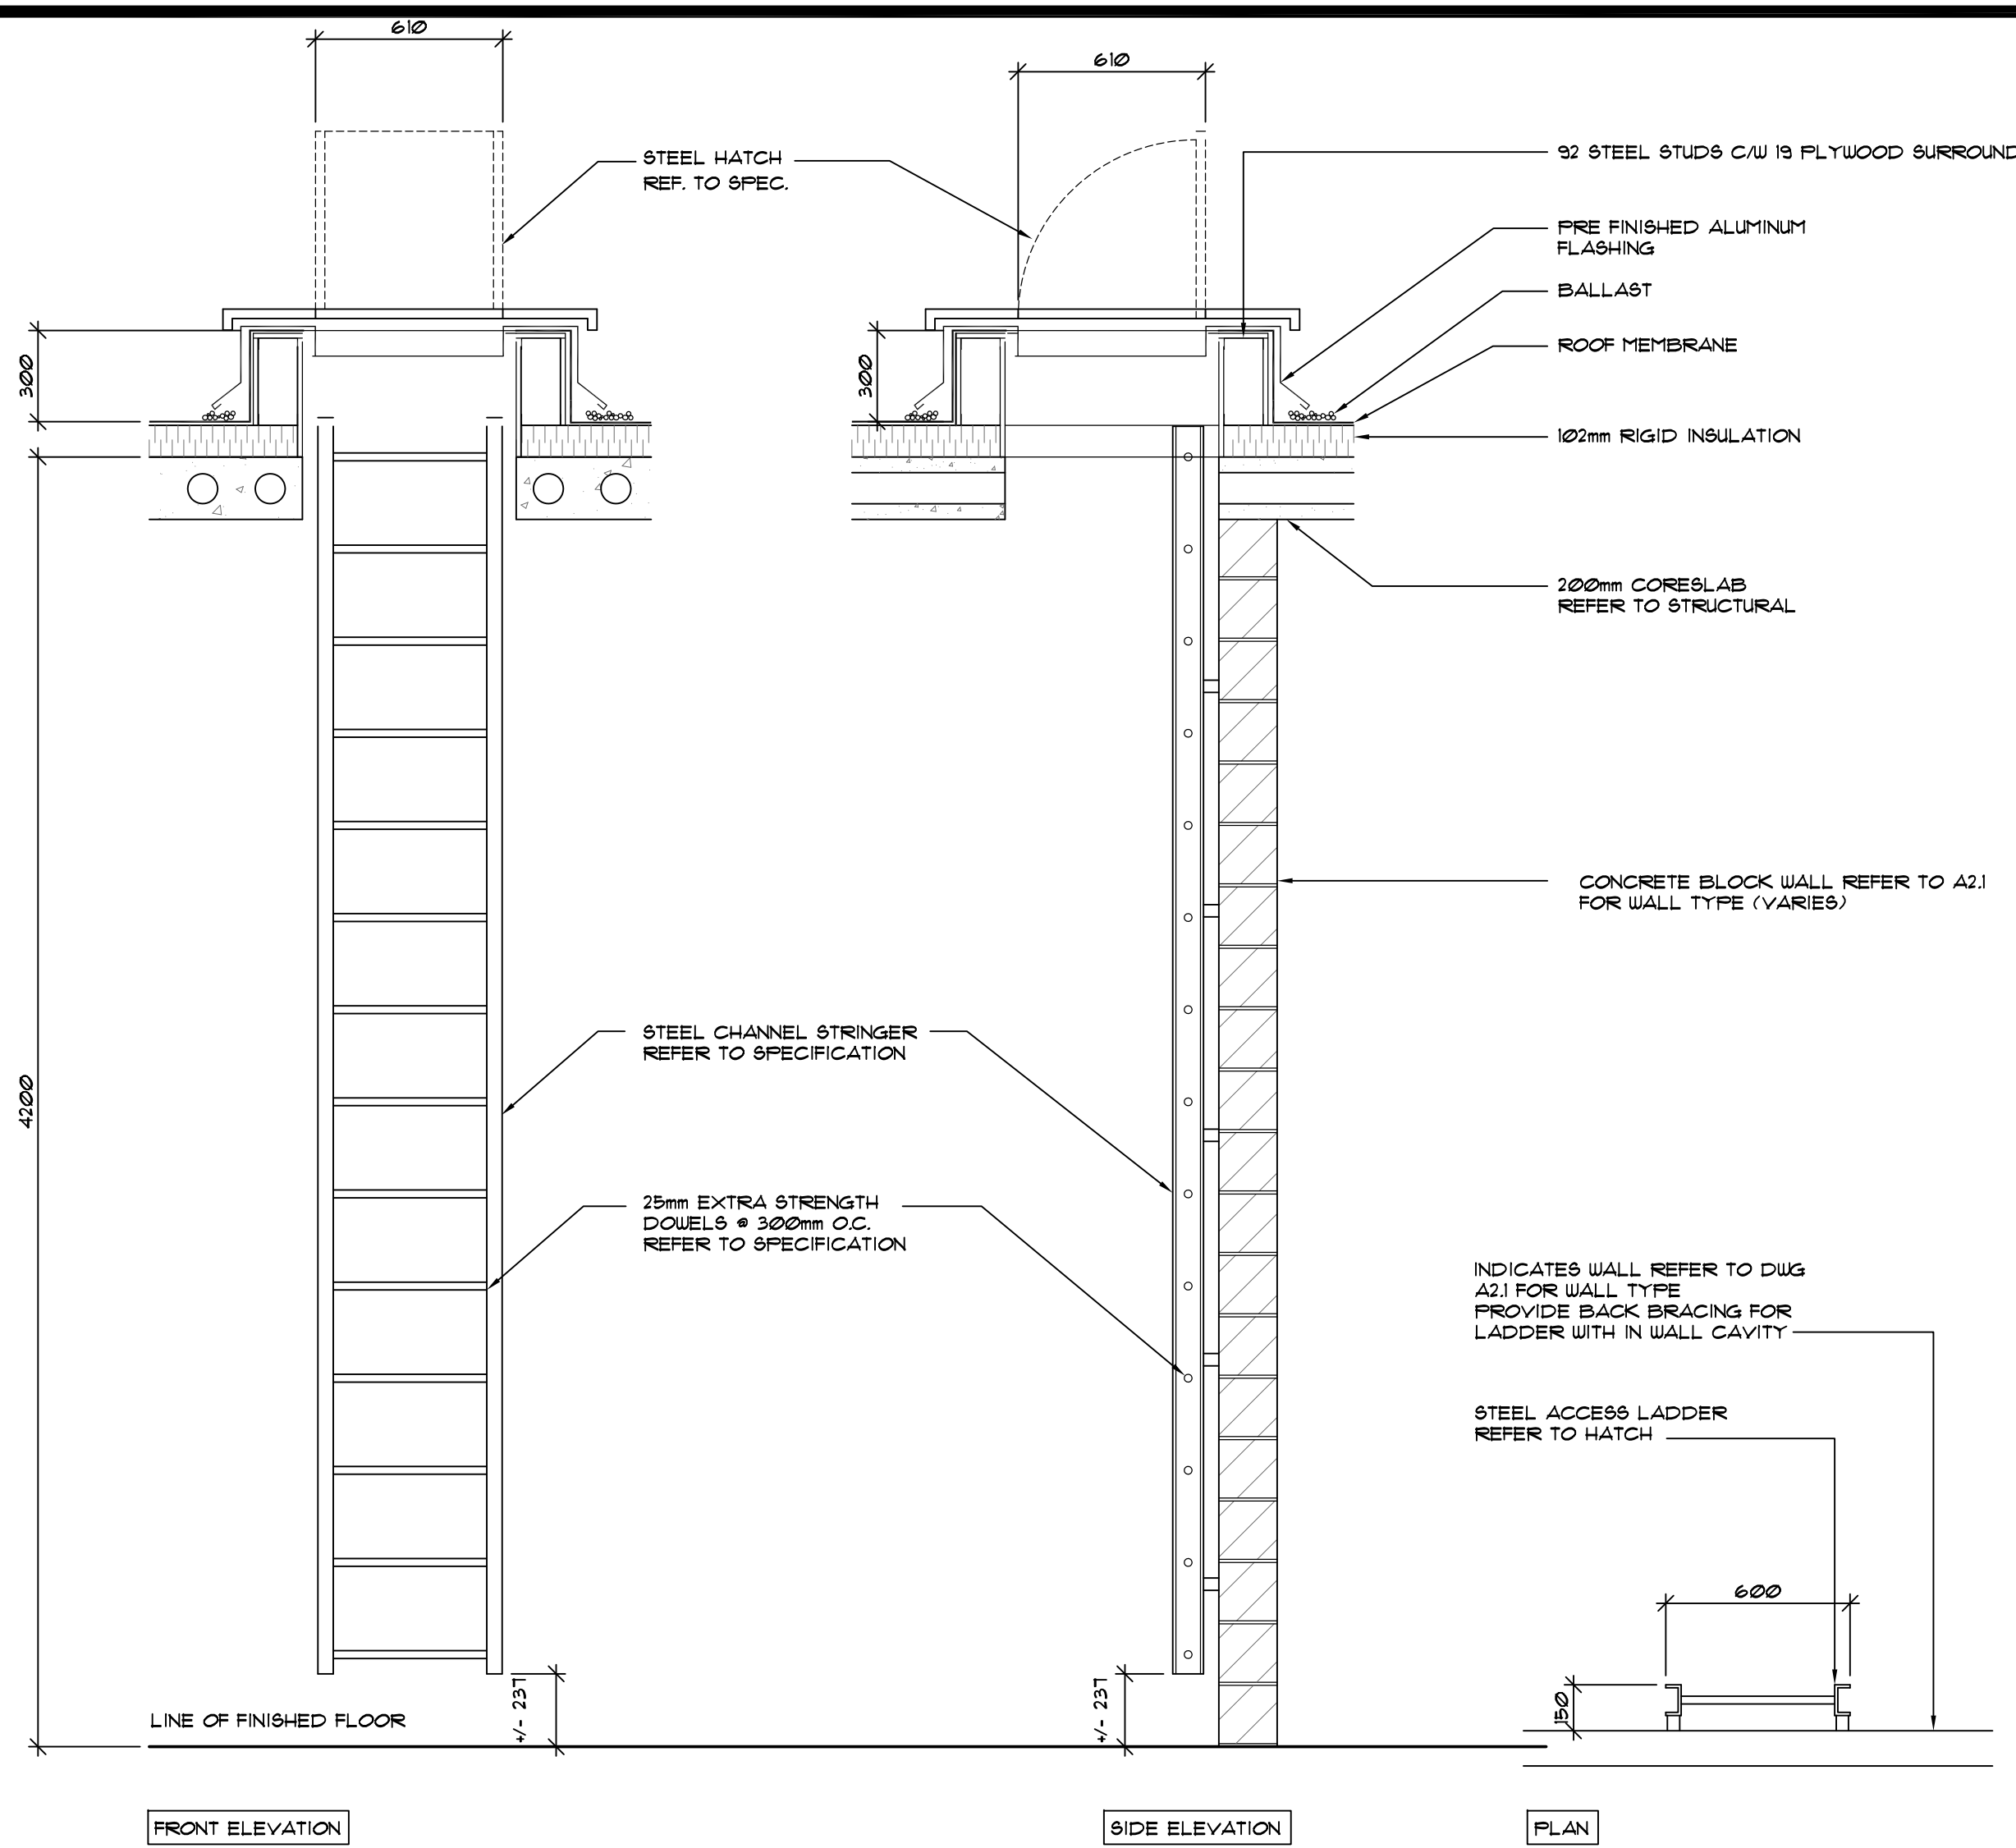 610
610
STEEL HATCH
REF. TO SPEC.
92 STEEL STUDS C/W 19 PLYWOOD SURROUND
PRE FINISHED ALUMINUM
FLASHING
BALLAST
ROOF MEMBRANE
300
300
102mm RIGID INSULATION
200mm CORESLAB
REFER TO STRUCTURAL
CONCRETE BLOCK WALL REFER TO A2.1
FOR WALL TYPE (VARIES)
STEEL CHANNEL STRINGER
REFER TO SPECIFICATION
4200
25mm EXTRA STRENGTH
DOWELS @ 300mm O.C.
REFER TO SPECIFICATION
INDICATES WALL REFER TO DWG
A2.1 FOR WALL TYPE
PROVIDE BACK BRACING FOR
LADDER WITH IN WALL CAVITY
STEEL ACCESS LADDER
REFER TO HATCH
600
150
+/- 237
+/- 237
LINE OF FINISHED FLOOR
FRONT ELEVATION
SIDE ELEVATION
PLAN